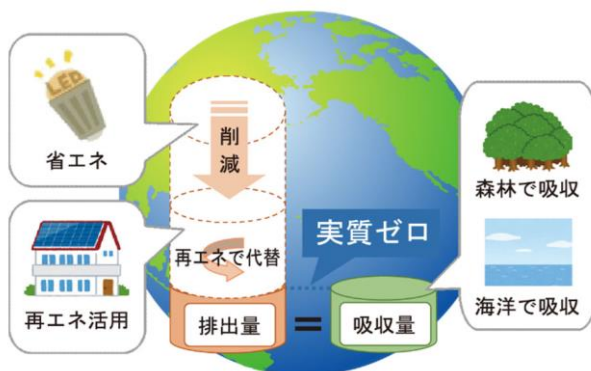 LED
省エネ
削
減
再エネで代替
再エネ活用
実質ゼロ
森林で吸収
海洋で吸収
排出量
=
吸収量